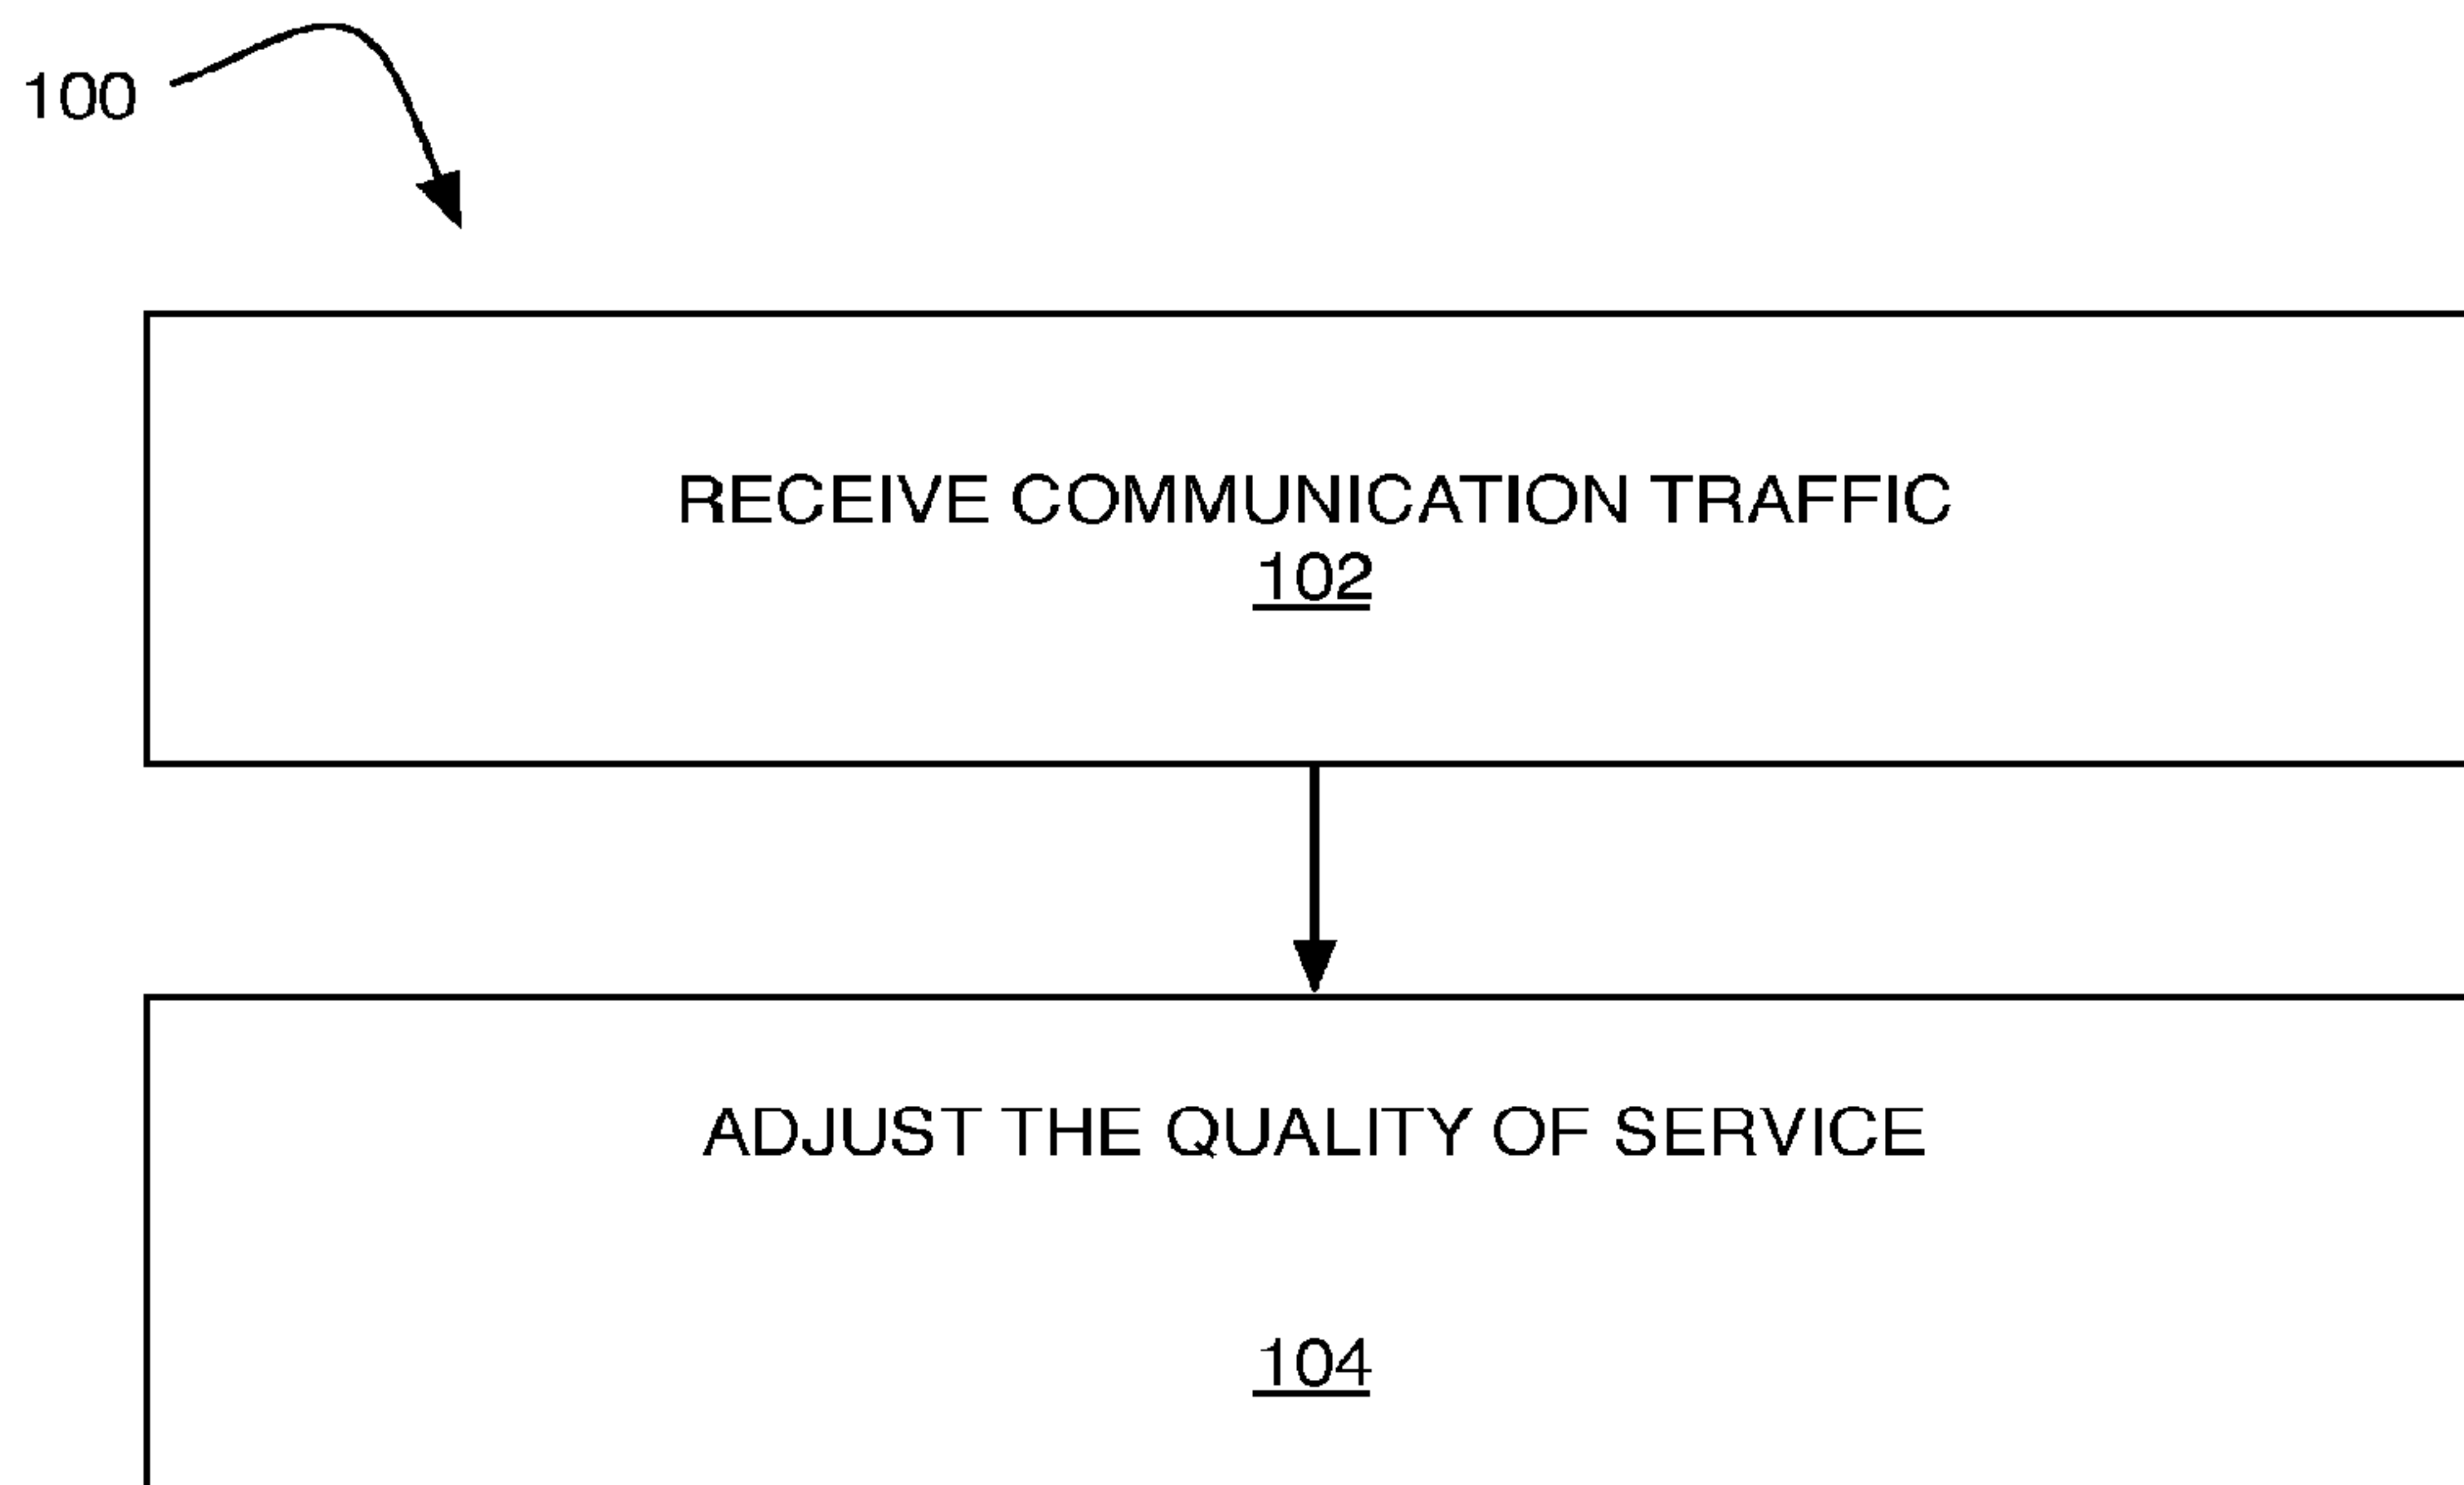 100
RECEIVE COMMUNICATION TRAFFIC
102
ADJUST THE QUALITY OF SERVICE
104